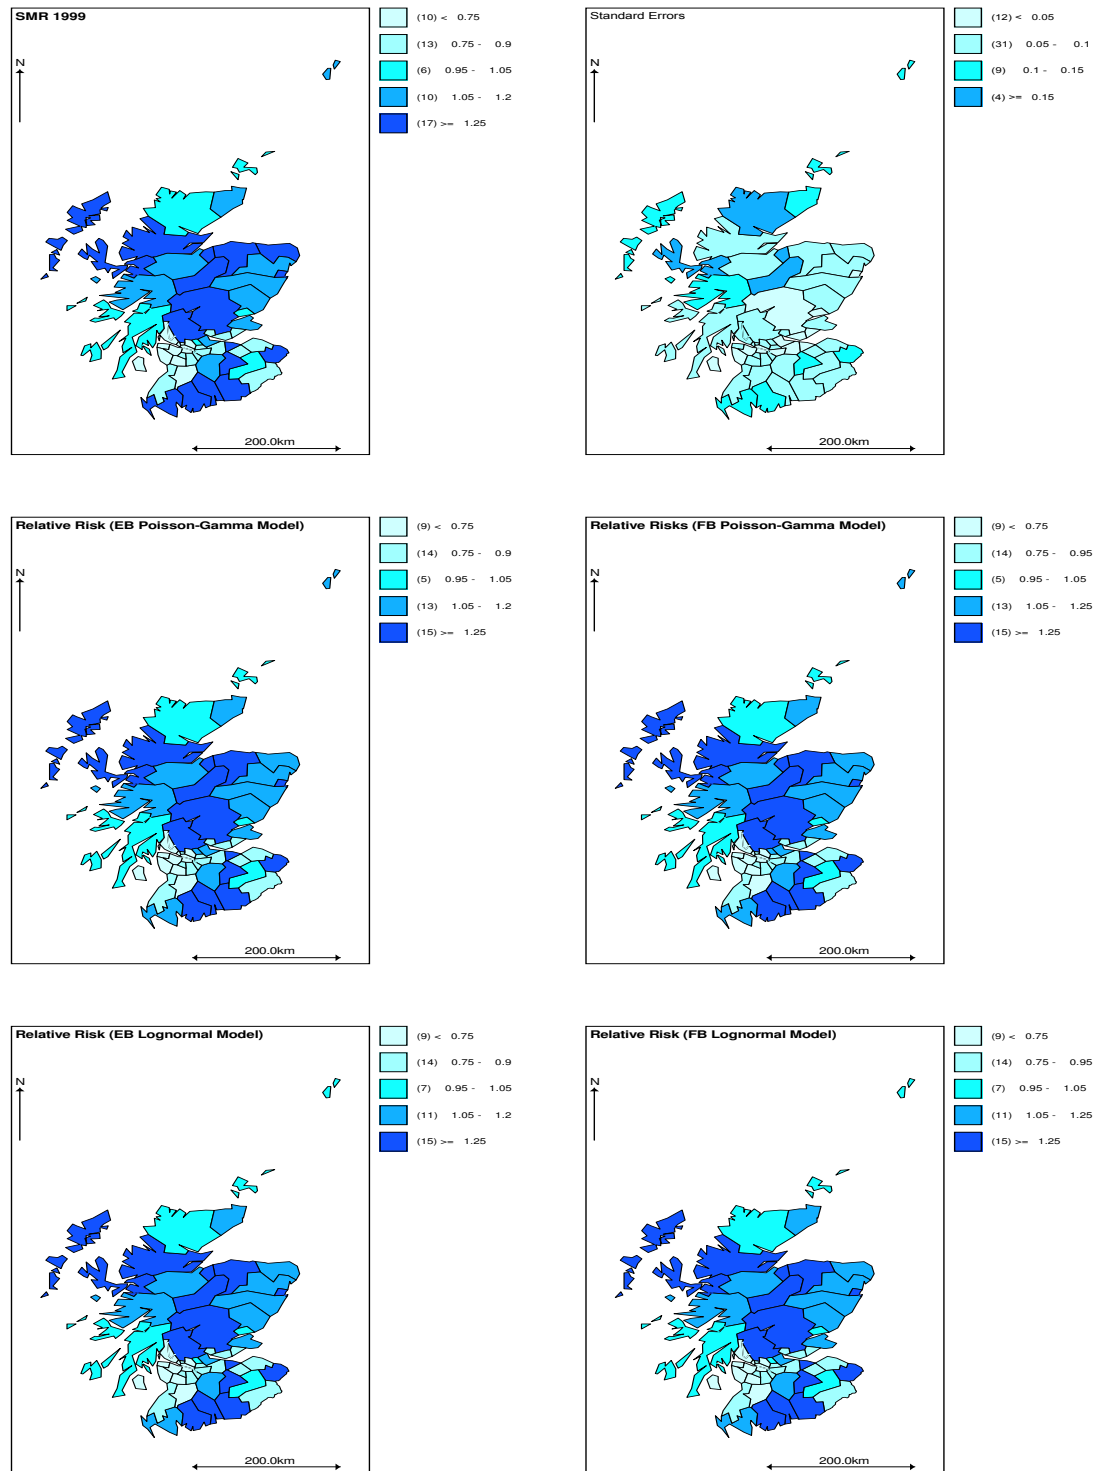 SMR 1999
(10) < 0.75
(13) 0.75 - 0.9
(6) 0.95 - 1.05
(10) 1.05 - 1.2
(17) >= 1.25
N
200.0km
Standard Errors
(12) < 0.05
(31) 0.05 - 0.1
(9) 0.1 - 0.15
(4) >= 0.15
N
200.0km
Relative Risk (EB Poisson-Gamma Model)
(9) < 0.75
(14) 0.75 - 0.9
(5) 0.95 - 1.05
(13) 1.05 - 1.2
(15) >= 1.25
N
200.0km
Relative Risks (FB Poisson-Gamma Model)
(9) < 0.75
(14) 0.75 - 0.95
(5) 0.95 - 1.05
(13) 1.05 - 1.25
(15) >= 1.25
N
200.0km
Relative Risk (EB Lognormal Model)
(9) < 0.75
(14) 0.75 - 0.9
(7) 0.95 - 1.05
(11) 1.05 - 1.2
(15) >= 1.25
N
200.0km
Relative Risk (FB Lognormal Model)
(9) < 0.75
(14) 0.75 - 0.95
(7) 0.95 - 1.05
(11) 1.05 - 1.25
(15) >= 1.25
N
200.0km